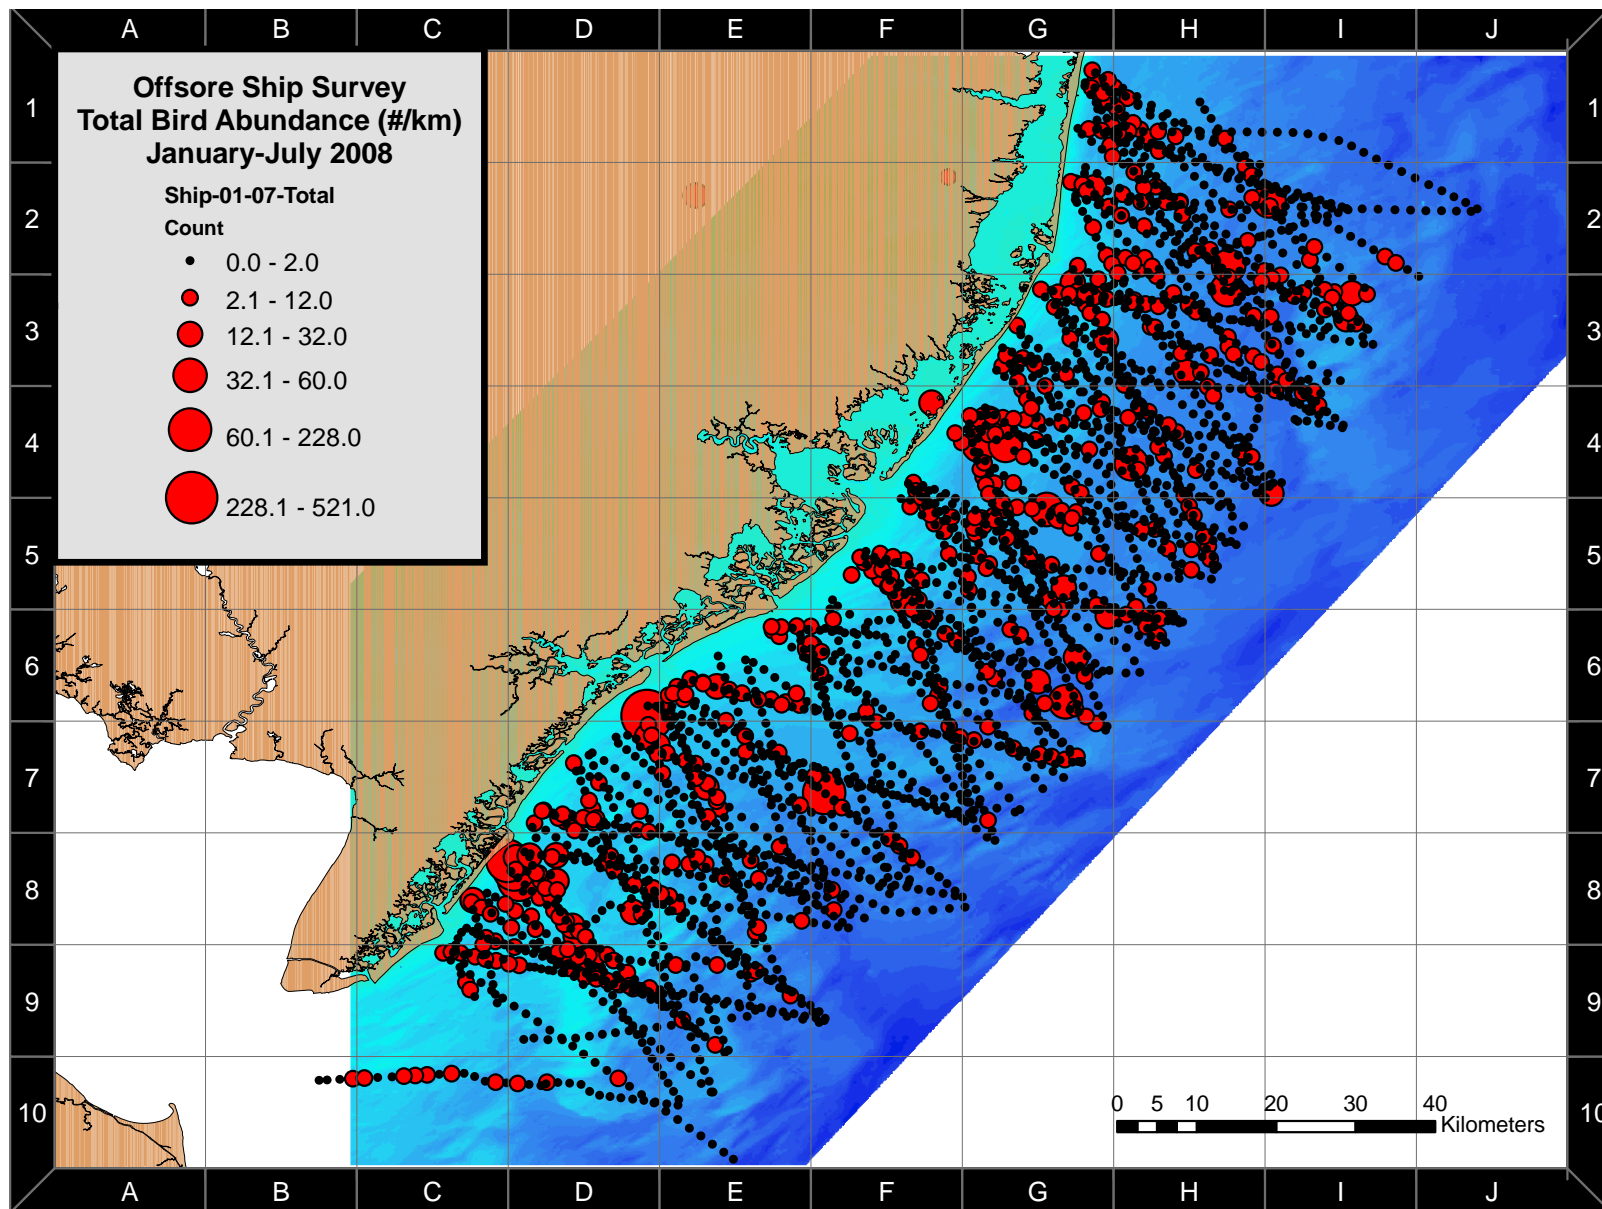 A B C D E F G H I J
Offsore Ship Survey
Total Bird Abundance (#/km)
January-July 2008
Ship-01-07-Total
Count
0.0 - 2.0
2.1 - 12.0
12.1 - 32.0
32.1 - 60.0
60.1 - 228.0
228.1 - 521.0
1 1
2 2
3 3
4 4
5 5
6 6
7 7
8 8
9 9
10 10
0 5 10 20 30 40
Kilometers
A B C D E F G H I J